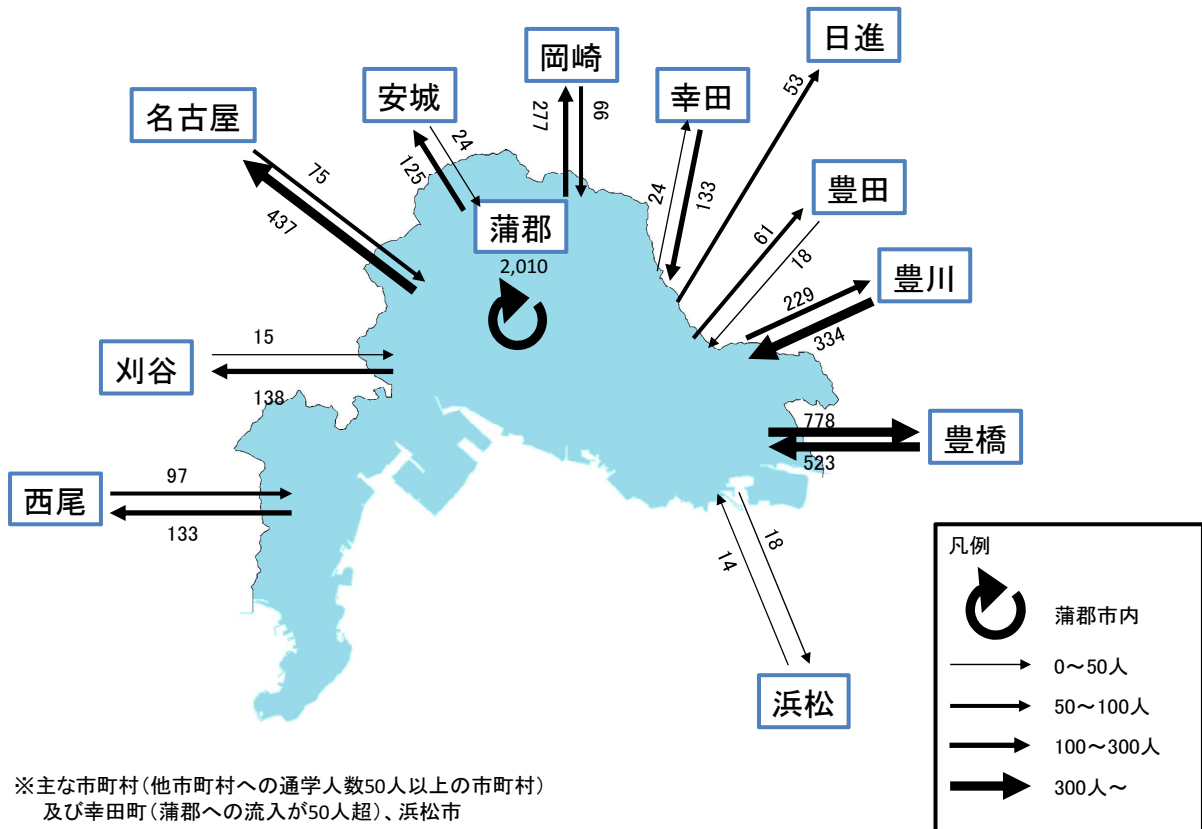 日進
岡崎
安城
幸田
名古屋
53
24
277
66
豊田
75
125
24
133
437
蒲郡
61
18
2,010
豊川
229
334
15
刈谷
138
778
豊橋
523
97
西尾
133
18
14
浜松
凡例
蒲郡市内
0～50人
50～100人
100～300人
300人～
※主な市町村（他市町村への通学人数50人以上の市町村）
及び幸田町（蒲郡への流入が50人超）、浜松市